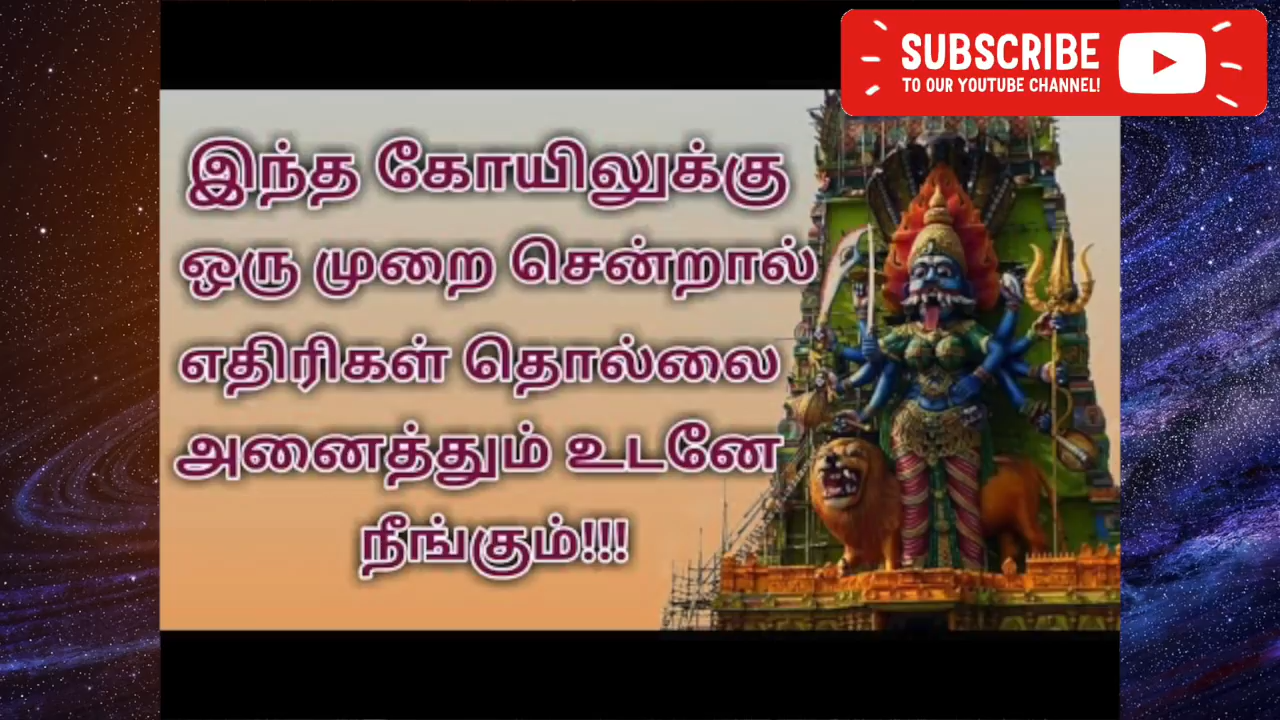 SUBSCRIBE
TO OUR YOUTUBE CHANNEL!
இந்த கோயிலுக்கு
ஒரு முறை சென்றால்
எதிரிகள் தொல்லை
அனைத்தும் உடனே
நீங்கும்!!!